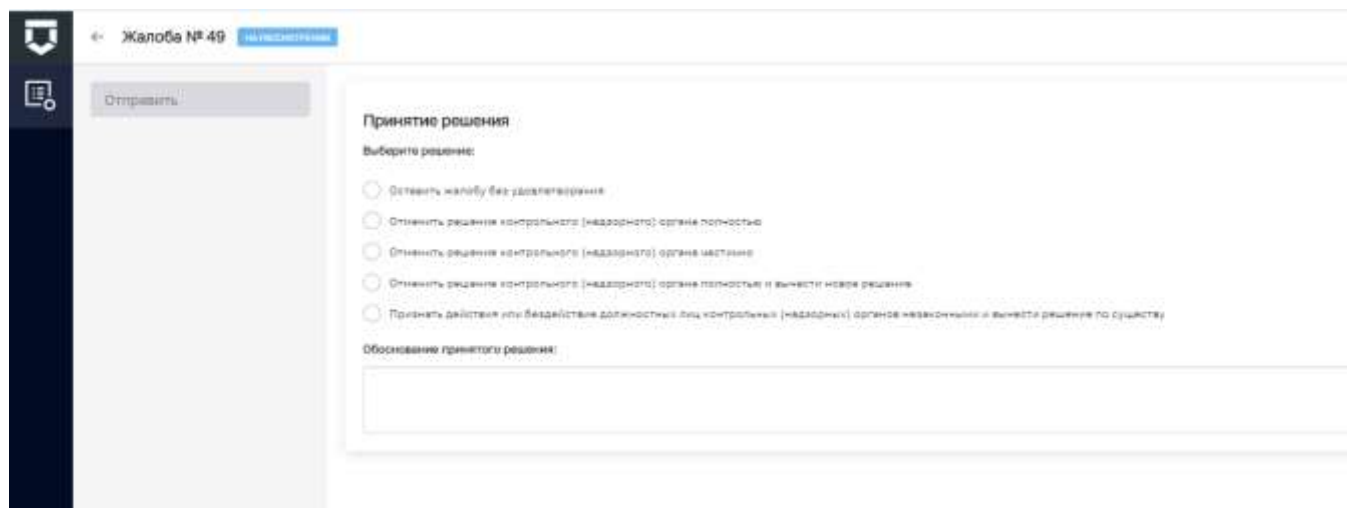 Жалоба № 49 НА РАССМОТРЕНИИ
Отправить
Принятие решения
Выберите решение:
Оставить жалобу без удовлетворения
Отменить решение контрольного (надзорного) органа полностью
Отменить решение контрольного (надзорного) органа частично
Отменить решение контрольного (надзорного) органа полностью и вынести новое решение
Признать действия или бездействие должностных лиц контрольных (надзорных) органов незаконными и вынести решение по существу
Обоснование принятого решения: